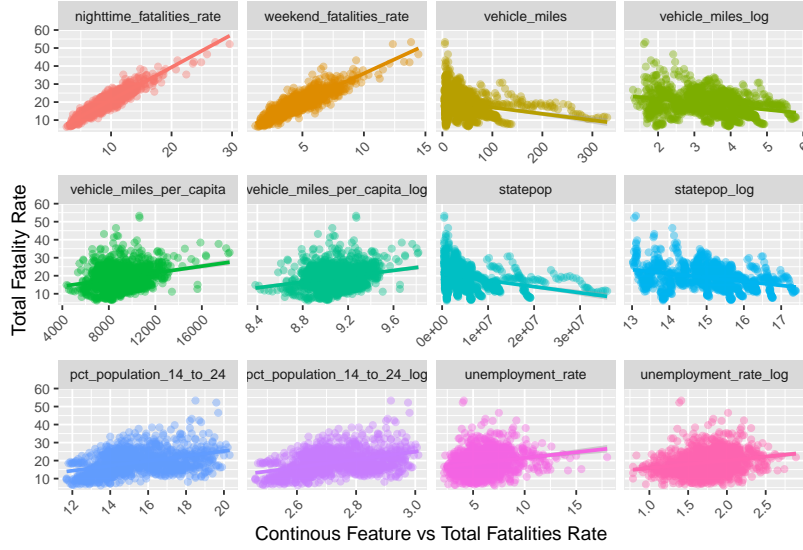 nighttime_fatalities_rate weekend_fatalities_rate vehicle_miles vehicle_miles_log
60
50
40
30
20
10
10 20 30
5 10 15
0 100 200 300
2 3 4 5 6
Total Fatality Rate
vehicle_miles_per_capita vehicle_miles_per_capita_log statepop statepop_log
60
50
40
30
20
10
4000 8000 12000 16000
8.4 8.8 9.2 9.6
0e+00 1e+07 2e+07 3e+07
13 14 15 16 17
pct_population_14_to_24 pct_population_14_to_24_log unemployment_rate unemployment_rate_log
60
50
40
30
20
10
12 14 16 18 20
2.6 2.8 3.0
5 10 15
1.0 1.5 2.0 2.5
Continous Feature vs Total Fatalities Rate